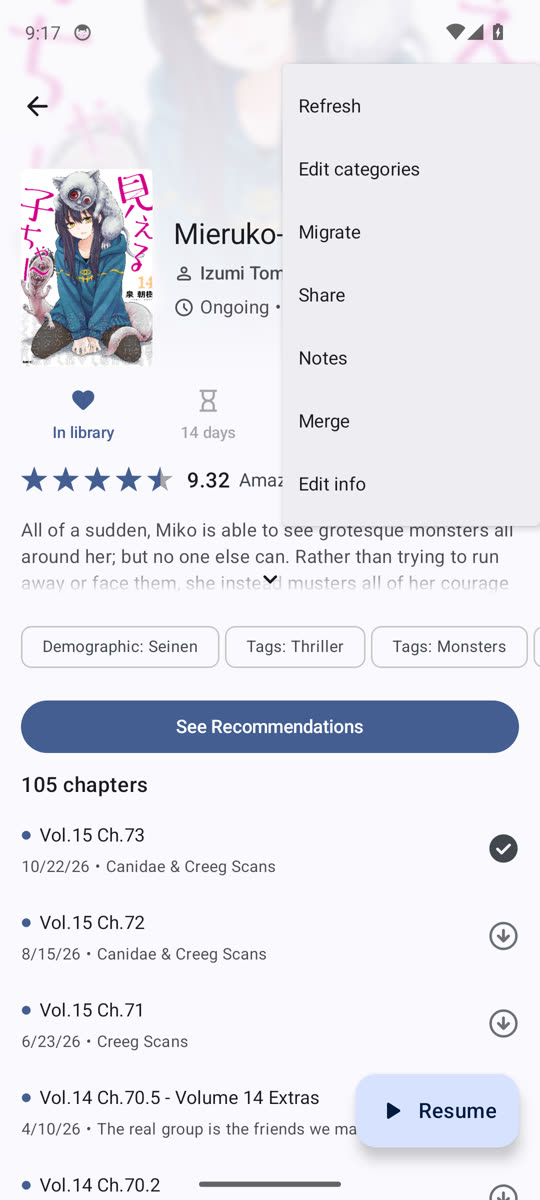 9:17
Refresh
Edit categories
Migrate
Share
Notes
Merge
Edit info
見える
子ちゃん
14
泉 朝樹
Mieruko-
Izumi Tom
Ongoing •
In library
14 days
9.32 Amaz
All of a sudden, Miko is able to see grotesque monsters all
around her; but no one else can. Rather than trying to run
away or face them, she instead musters all of her courage
Demographic: Seinen
Tags: Thriller
Tags: Monsters
See Recommendations
105 chapters
Vol.15 Ch.73
10/22/26 • Canidae & Creeg Scans
Vol.15 Ch.72
8/15/26 • Canidae & Creeg Scans
Vol.15 Ch.71
6/23/26 • Creeg Scans
Vol.14 Ch.70.5 - Volume 14 Extras
4/10/26 • The real group is the friends we ma
Resume
Vol.14 Ch.70.2